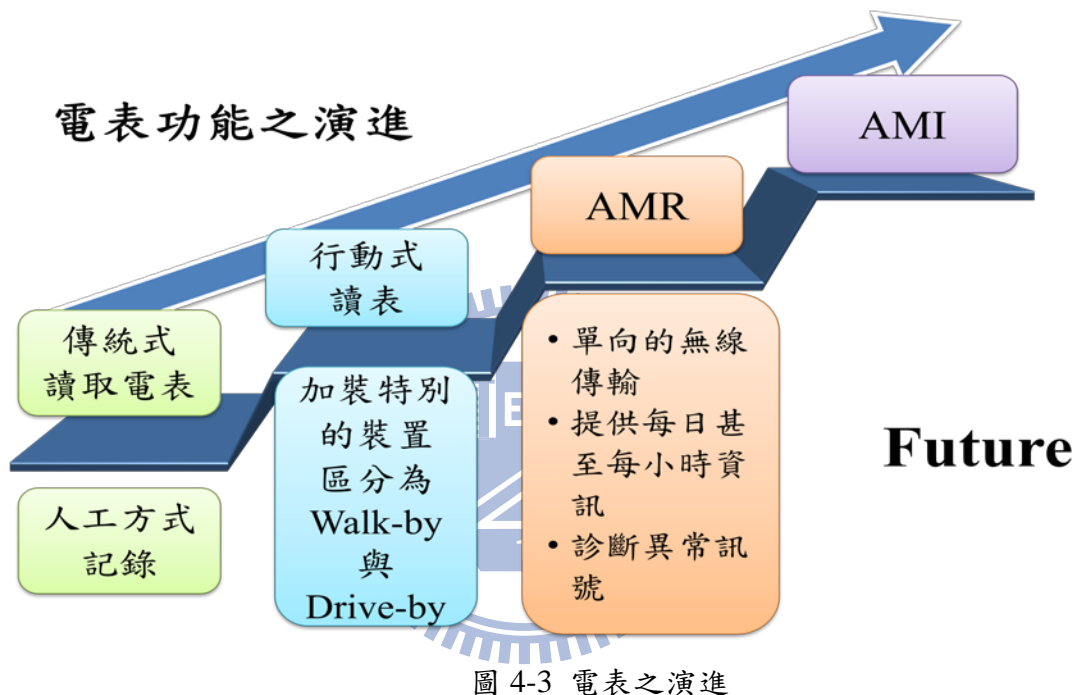 電表功能之演進
AMI
AMR
行動式
讀表
傳統式
讀取電表
人工方式
記錄
加裝特別
的裝置
區分為
Walk-by
與
Drive-by
• 單向的無線
傳輸
• 提供每日甚
至每小時資
訊
• 診斷異常訊
號
Future
圖 4-3 電表之演進